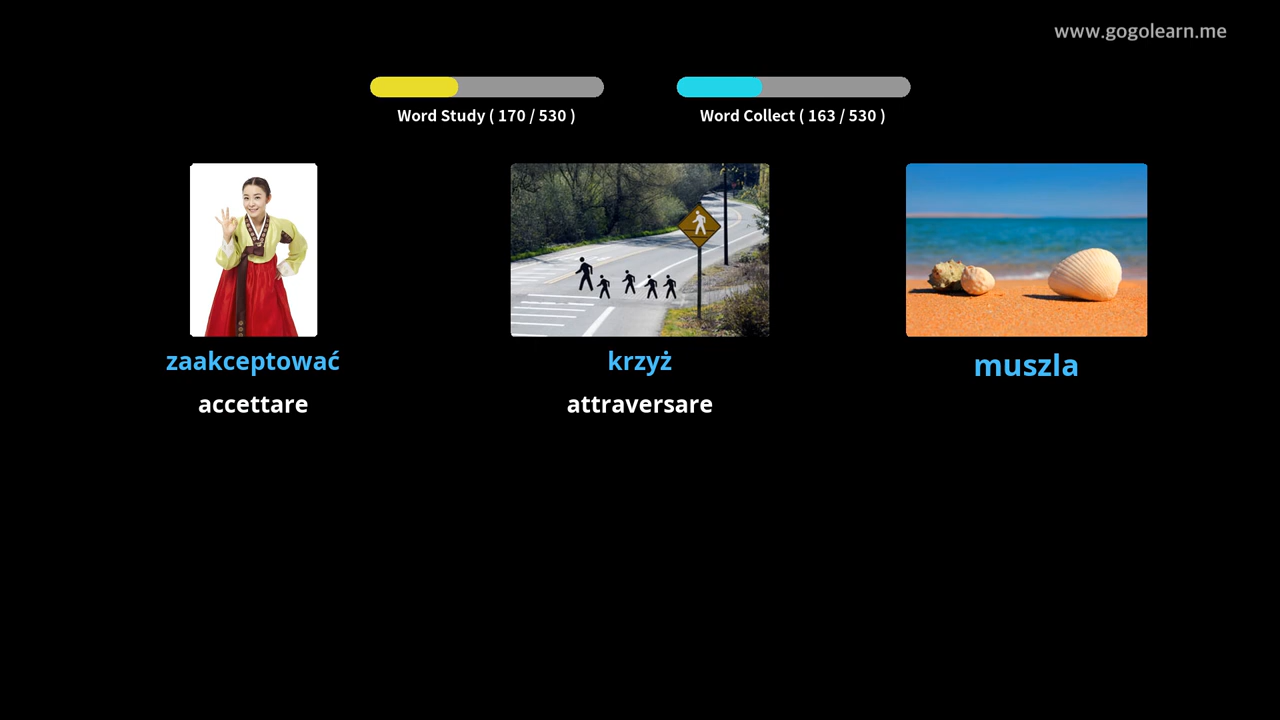 www.gogolearn.me
Word Study ( 170 / 530 )
Word Collect ( 163 / 530 )
zaakceptować
krzyż
muszla
accettare
attraversare